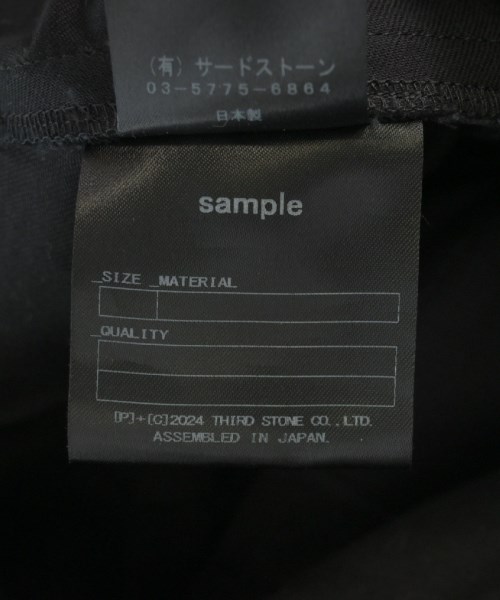 (有) サードストーン
03-5775-6864
日本製
sample
_SIZE _MATERIAL
_QUALITY
[P]+[C]2024 THIRD STONE CO.,LTD.
ASSEMBLED IN JAPAN.